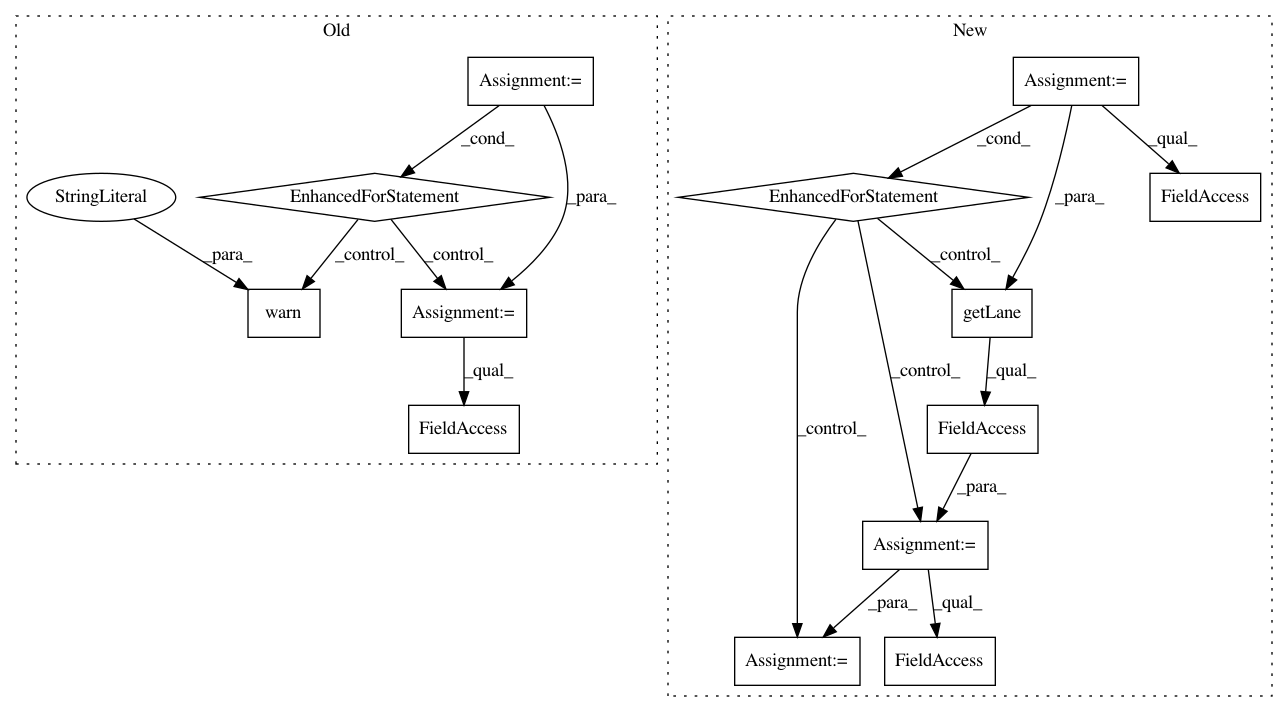 Old
New
Assignment:=
Assignment:=
_cond_
_cond_
_qual_
StringLiteral
EnhancedForStatement
_para_
EnhancedForStatement
_para_
FieldAccess
_para_
_control_
_control_
_control_
warn
Assignment:=
getLane
_qual_
_control_
_qual_
FieldAccess
_control_
FieldAccess
_para_
Assignment:=
_para_
_qual_
Assignment:=
FieldAccess